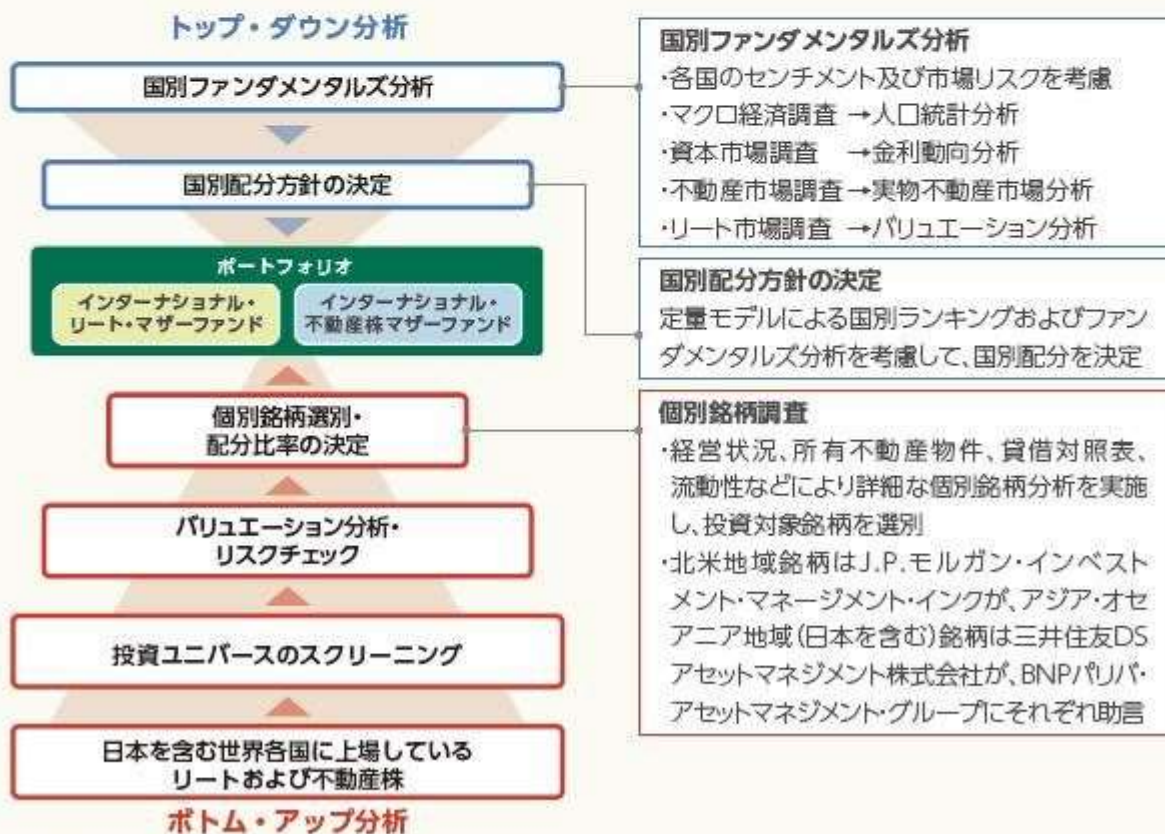 トップ・ダウン分析
国別ファンダメンタルズ分析
国別配分方針の決定
ポートフォリオ
インターナショナル・
リート・マザーファンド
インターナショナル・
不動産株マザーファンド
個別銘柄選別・
配分比率の決定
バリュエーション分析・
リスクチェック
投資ユニバースのスクリーニング
日本を含む世界各国に上場している
リートおよび不動産株
ボトム・アップ分析
国別ファンダメンタルズ分析
・各国のセンチメント及び市場リスクを考慮
・マクロ経済調査 →人口統計分析
・資本市場調査 →金利動向分析
・不動産市場調査→実物不動産市場分析
・リート市場調査 →バリュエーション分析
国別配分方針の決定
定量モデルによる国別ランキングおよびファン
ダメンタルズ分析を考慮して、国別配分を決定
個別銘柄調査
・経営状況、所有不動産物件、貸借対照表、
流動性などにより詳細な個別銘柄分析を実施
し、投資対象銘柄を選別
・北米地域銘柄はJ.P.モルガン・インベスト
メント・マネージメント・インクが、アジア・オセ
アニア地域(日本を含む)銘柄は三井住友DS
アセットマネジメント株式会社が、BNPパリバ・
アセットマネジメント・グループにそれぞれ助言